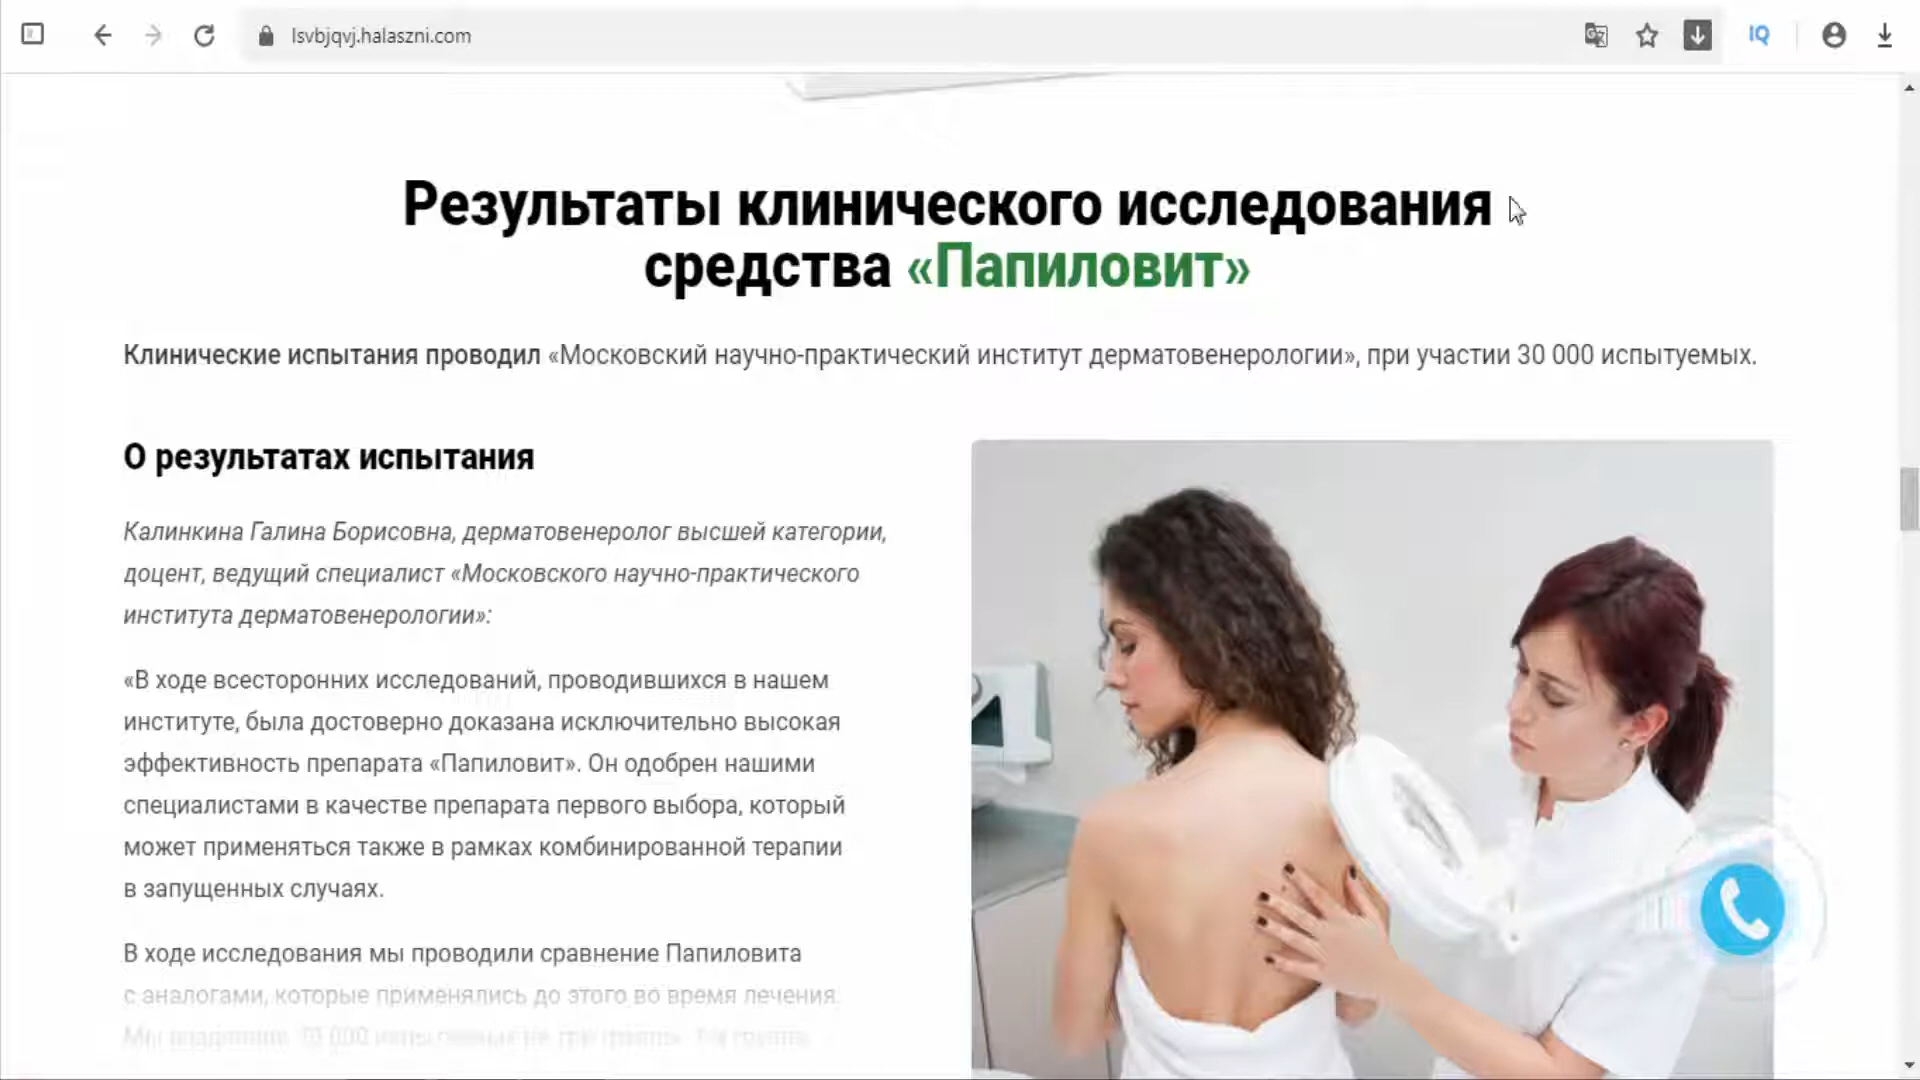 lsvbjqvj.halaszni.com
IQ
Результаты клинического исследования
средства «Папиловит»
Клинические испытания проводил «Московский научно-практический институт дерматовенерологии», при участии 30 000 испытуемых.
О результатах испытания
Калинкина Галина Борисовна, дерматовенеролог высшей категории,
доцент, ведущий специалист «Московского научно-практического
института дерматовенерологии»:
«В ходе всесторонних исследований, проводившихся в нашем
институте, была достоверно доказана исключительно высокая
эффективность препарата «Папиловит». Он одобрен нашими
специалистами в качестве препарата первого выбора, который
может применяться также в рамках комбинированной терапии
в запущенных случаях.
В ходе исследования мы проводили сравнение Папиловита
с аналогами, которые применялись до этого во время лечения.